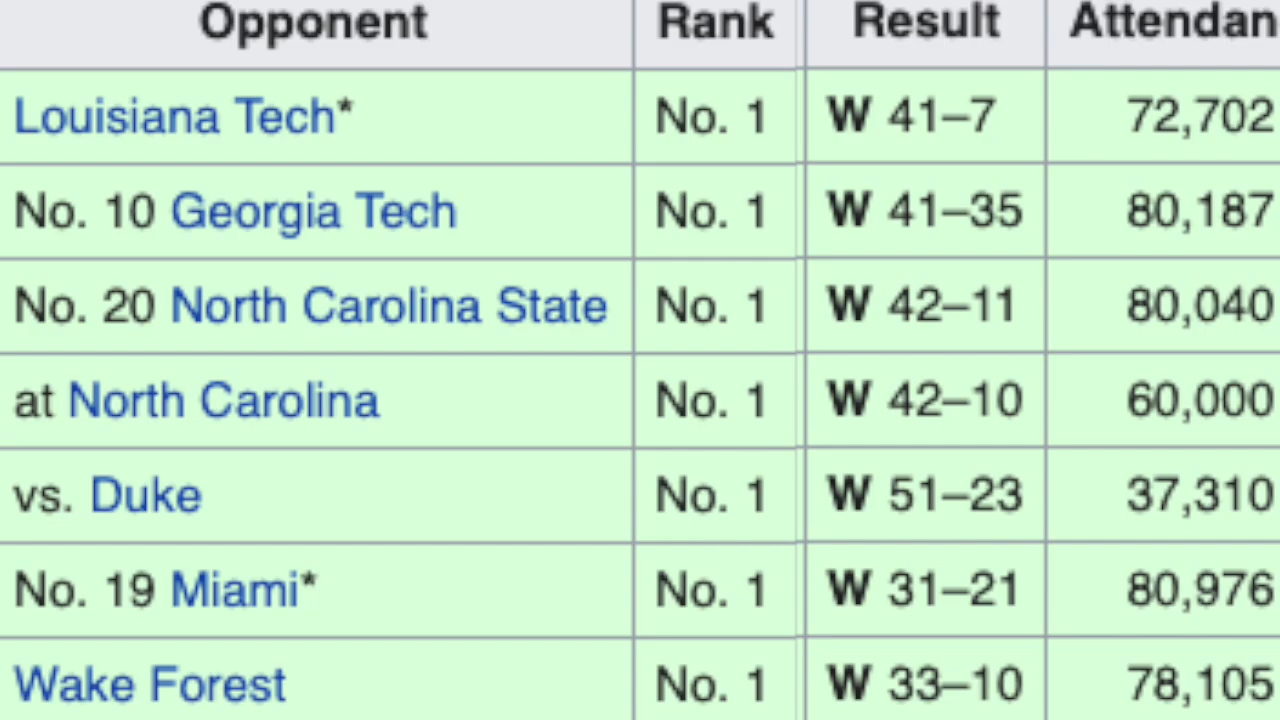 Opponent Rank Result Attendan
Louisiana Tech* No. 1 W 41–7 72,702
No. 10 Georgia Tech No. 1 W 41–35 80,187
No. 20 North Carolina State No. 1 W 42–11 80,040
at North Carolina No. 1 W 42–10 60,000
vs. Duke No. 1 W 51–23 37,310
No. 19 Miami* No. 1 W 31–21 80,976
Wake Forest No. 1 W 33–10 78,105